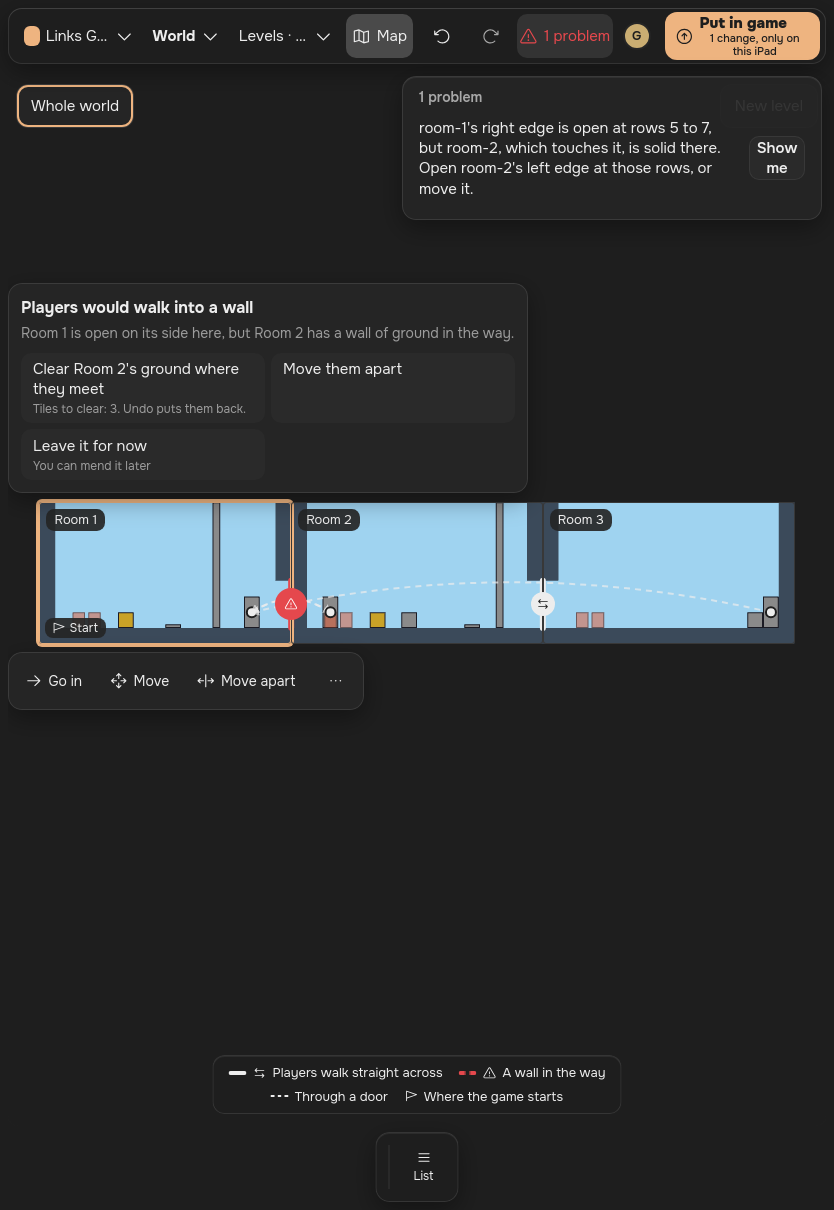 Links G...
World
Levels · ...
Map
1 problem
G
Put in game
1 change, only on
this iPad
Whole world
1 problem
New level
room-1's right edge is open at rows 5 to 7,
but room-2, which touches it, is solid there.
Open room-2's left edge at those rows, or
move it.
Show
me
Players would walk into a wall
Room 1 is open on its side here, but Room 2 has a wall of ground in the way.
Clear Room 2's ground where
they meet
Tiles to clear: 3. Undo puts them back.
Move them apart
Leave it for now
You can mend it later
Room 1
Room 2
Room 3
Start
Go in
Move
Move apart
...
Players walk straight across
A wall in the way
Through a door
Where the game starts
List